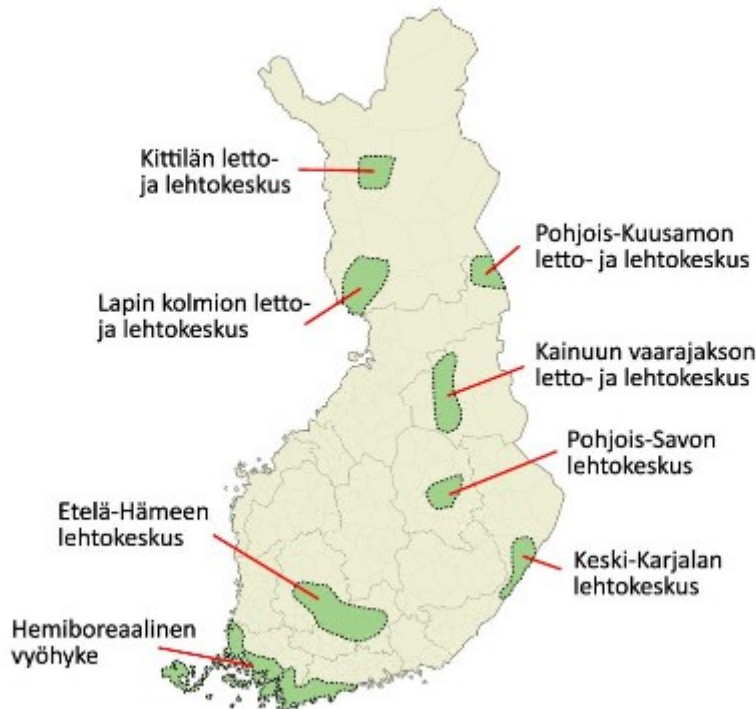 Kittilän letto-
ja lehtokeskus
Pohjois-Kuusamon
letto- ja lehtokeskus
Lapin kolmion letto-
ja lehtokeskus
Kainuun vaarajakson
letto- ja lehtokeskus
Pohjois-Savon
lehtokeskus
Etelä-Hämeen
lehtokeskus
Keski-Karjalan
lehtokeskus
Hemiboreaalinen
vyöhyke